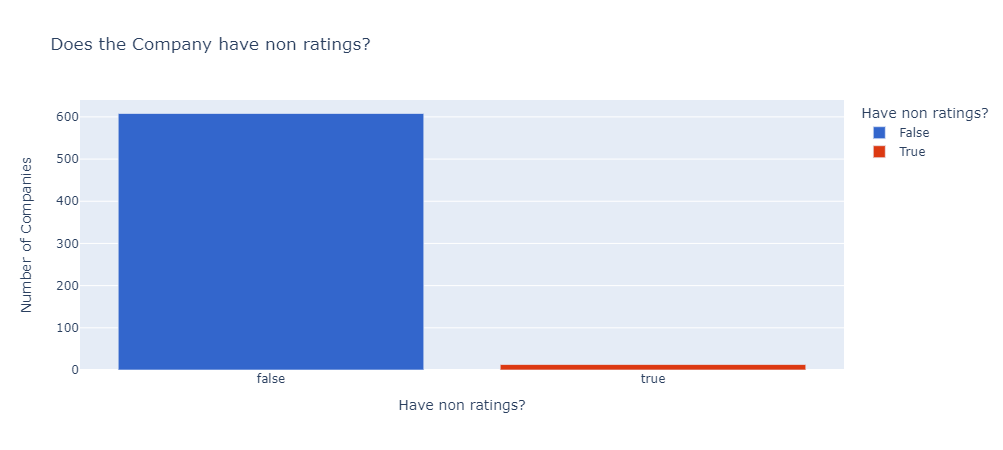 Does the Company have non ratings?
Have non ratings?
False
True
Number of Companies
600
500
400
300
200
100
0
false
true
Have non ratings?